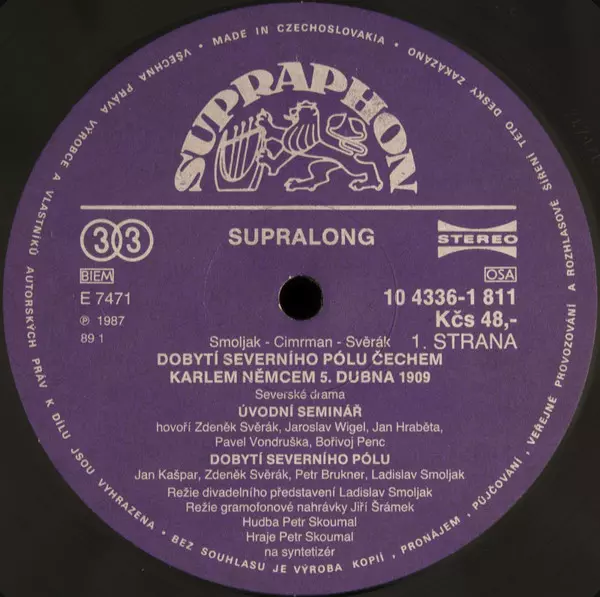 • VŠECHNA PRÁVA VÝROBCE A VLASTNÍKŮ AUTORSKÝCH PRÁV K DÍLU JSOU VYHRAZENA • BEZ SOUHLASU JE VÝROBA KOPIÍ, PRONÁJEM, PŮJČOVÁNÍ, VEŘEJNÉ PROVOZOVÁNÍ A ROZHLASOVÉ ŠÍŘENÍ TÉTO DESKY ZAKÁZÁNO
• MADE IN CZECHOSLOVAKIA •
SUPRAPHON
33
SUPRALONG
STEREO
BIEM
OSA
E 7471
10 4336-1 811
℗ 1987
Kčs 48,-
89 1
1. STRANA
Smoljak - Cimrman - Svěrák
DOBYTÍ SEVERNÍHO PÓLU ČECHEM
KARLEM NĚMCEM 5. DUBNA 1909
Severské drama
ÚVODNÍ SEMINÁŘ
hovoří Zdeněk Svěrák, Jaroslav Wigel, Jan Hraběta,
Pavel Vondruška, Bořivoj Penc
DOBYTÍ SEVERNÍHO PÓLU
Jan Kašpar, Zdeněk Svěrák, Petr Brukner, Ladislav Smoljak
Režie divadelního představení Ladislav Smoljak
Režie gramofonové nahrávky Jiří Šrámek
Hudba Petr Skoumal
Hraje Petr Skoumal
na syntetizér